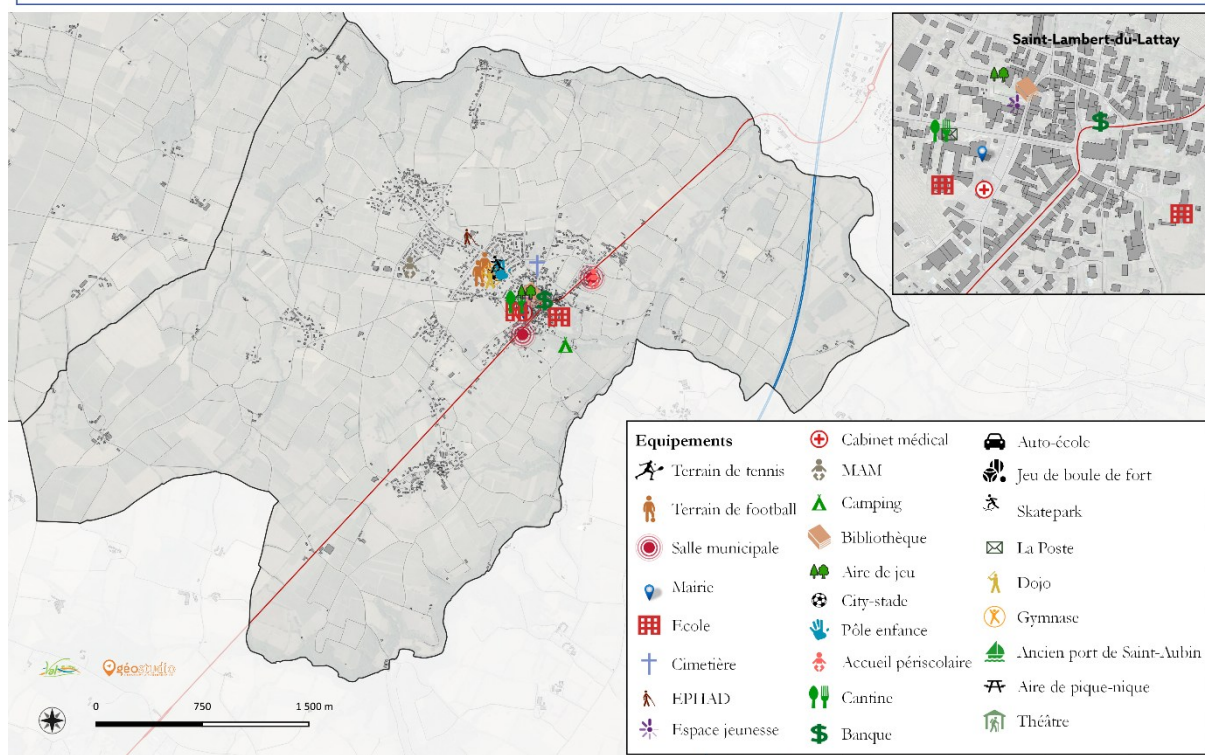 Saint-Lambert-du-Lattay
Equipements
Terrain de tennis
Terrain de football
Salle municipale
Mairie
Ecole
Cimetière
EPHAD
Espace jeunesse
Cabinet médical
MAM
Camping
Bibliothèque
Aire de jeu
City-stade
Pôle enfance
Accueil périscolaire
Cantine
Banque
Auto-école
Jeu de boule de fort
Skatepark
La Poste
Dojo
Gymnase
Ancien port de Saint-Aubin
Aire de pique-nique
Théâtre
géostudio
0 750 1 500 m